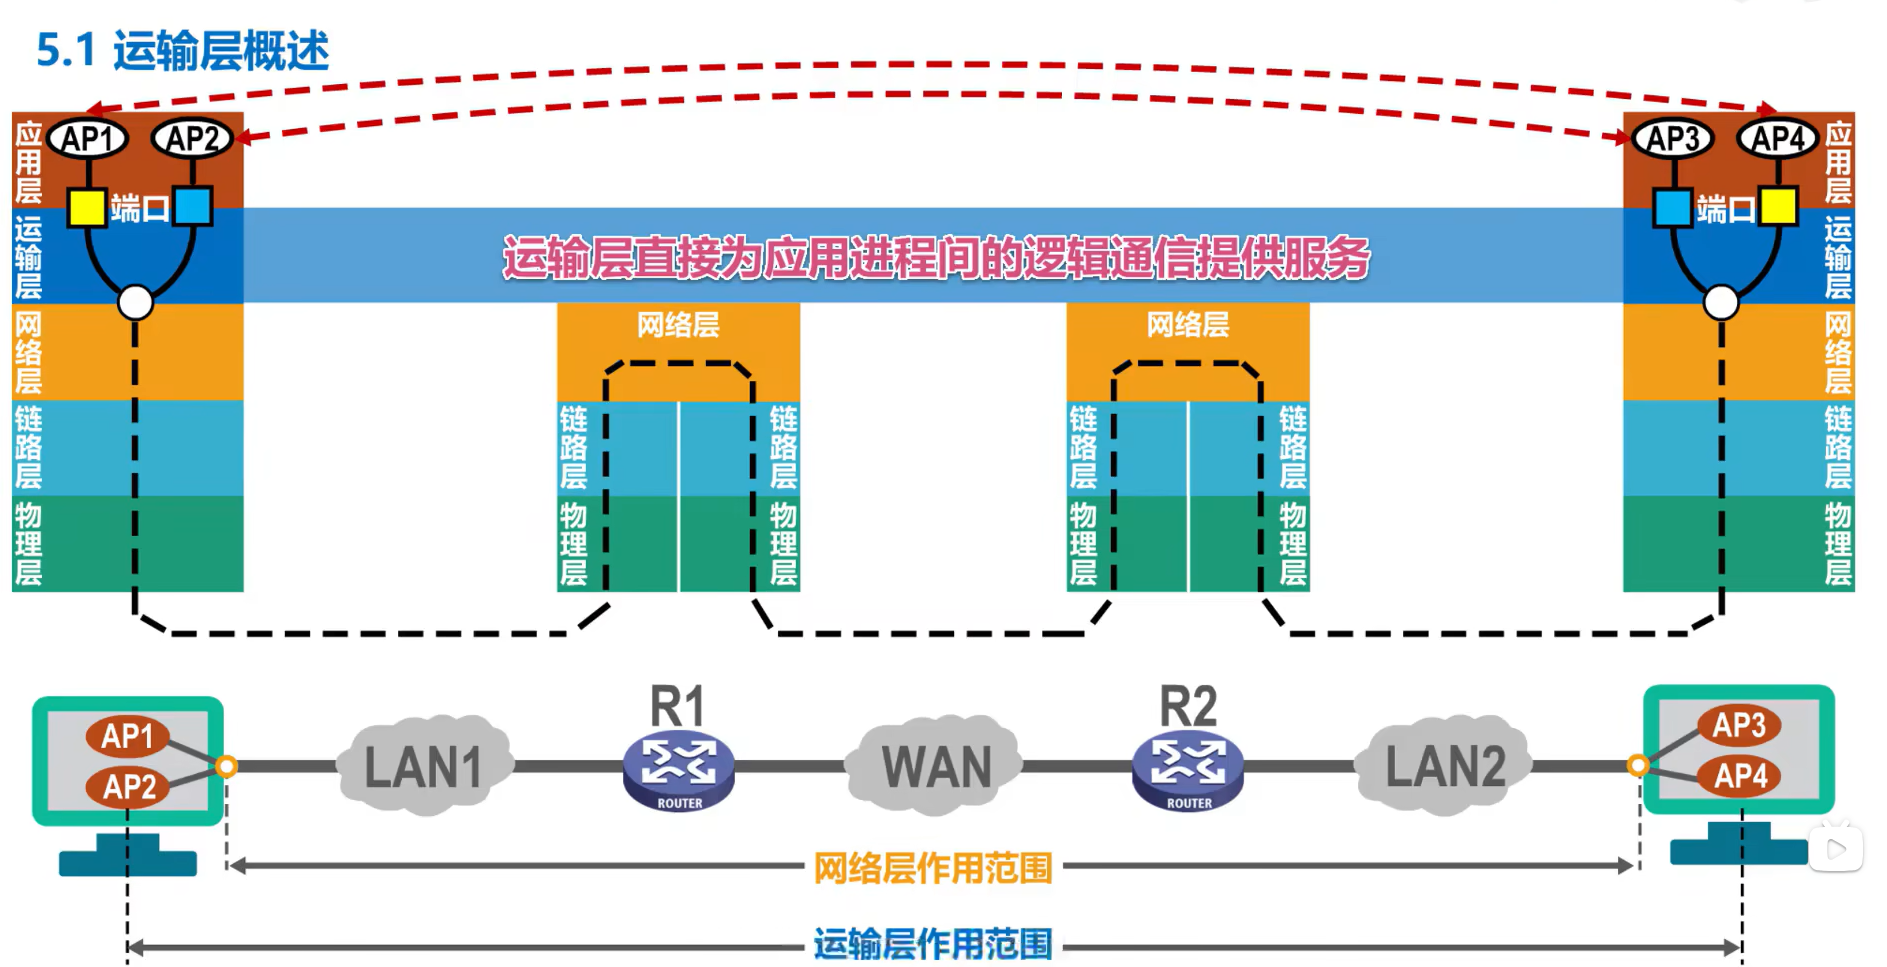 5.1 运输层概述
应用层
AP1
AP2
AP3
AP4
应用层
端口
端口
运输层
运输层直接为应用进程间的逻辑通信提供服务
运输层
网络层
网络层
网络层
网络层
链路层
链路层
链路层
链路层
链路层
链路层
物理层
物理层
物理层
物理层
物理层
物理层
R1
R2
AP1
AP2
LAN1
ROUTER
WAN
ROUTER
LAN2
AP3
AP4
网络层作用范围
运输层作用范围